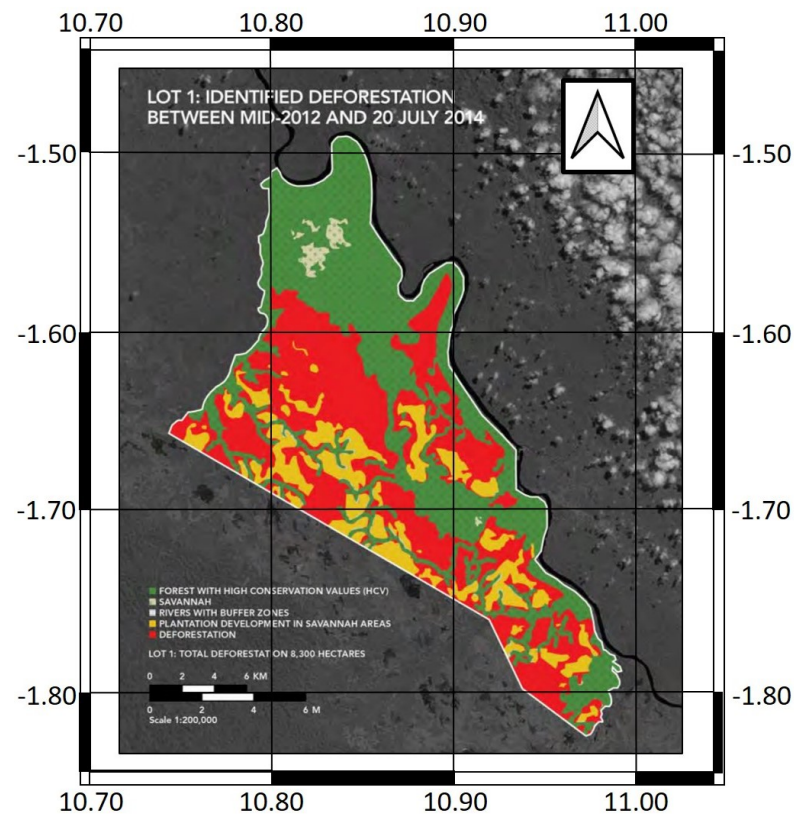 10.70 10.80 10.90 11.00
LOT 1: IDENTIFIED DEFORESTATION
BETWEEN MID-2012 AND 20 JULY 2014
-1.50 -1.50
-1.60 -1.60
-1.70 -1.70
FOREST WITH HIGH CONSERVATION VALUES (HCV)
SAVANNAH
RIVERS WITH BUFFER ZONES
PLANTATION DEVELOPMENT IN SAVANNAH AREAS
DEFORESTATION
LOT 1: TOTAL DEFORESTAT ON 8,300 HECTARES
0 2 4 6 KM
-1.80 -1.80
0 2 4 6 M
Scale 1:200,000
10.70 10.80 10.90 11.00